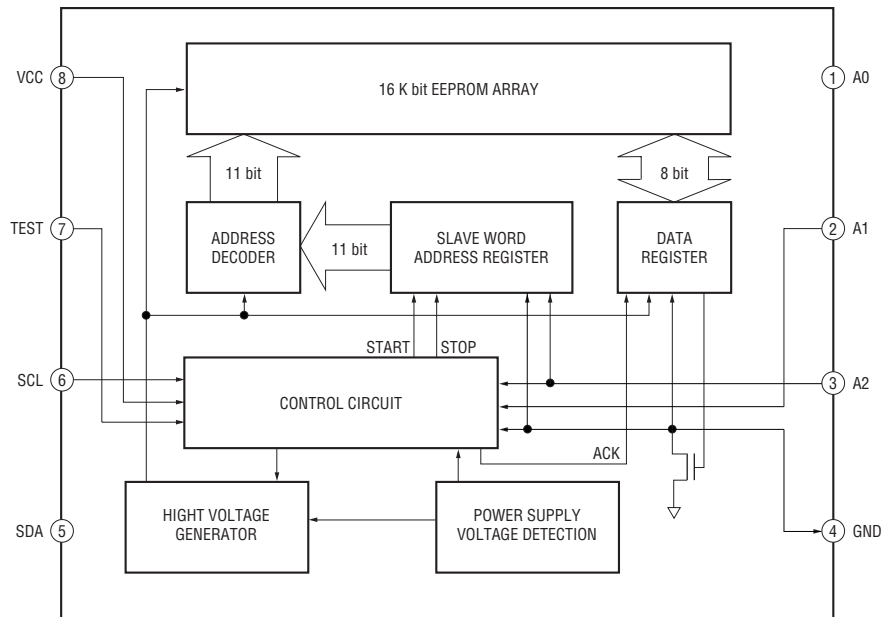 VCC 8
16 K bit EEPROM ARRAY
1 A0
11 bit
8 bit
TEST 7
ADDRESS
DECODER
11 bit
SLAVE WORD
ADDRESS REGISTER
DATA
REGISTER
2 A1
START
STOP
SCL 6
CONTROL CIRCUIT
3 A2
ACK
SDA 5
HIGHT VOLTAGE
GENERATOR
POWER SUPPLY
VOLTAGE DETECTION
4 GND